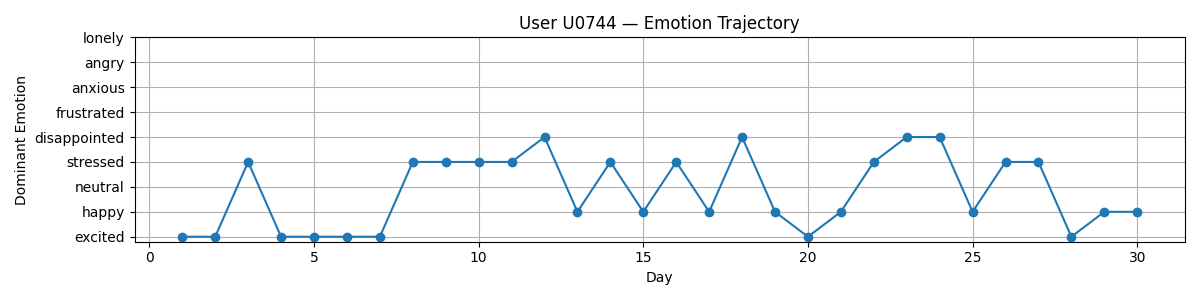 User U0744 — Emotion Trajectory
Dominant Emotion
lonely
angry
anxious
frustrated
disappointed
stressed
neutral
happy
excited
0 5 10 15 20 25 30
Day